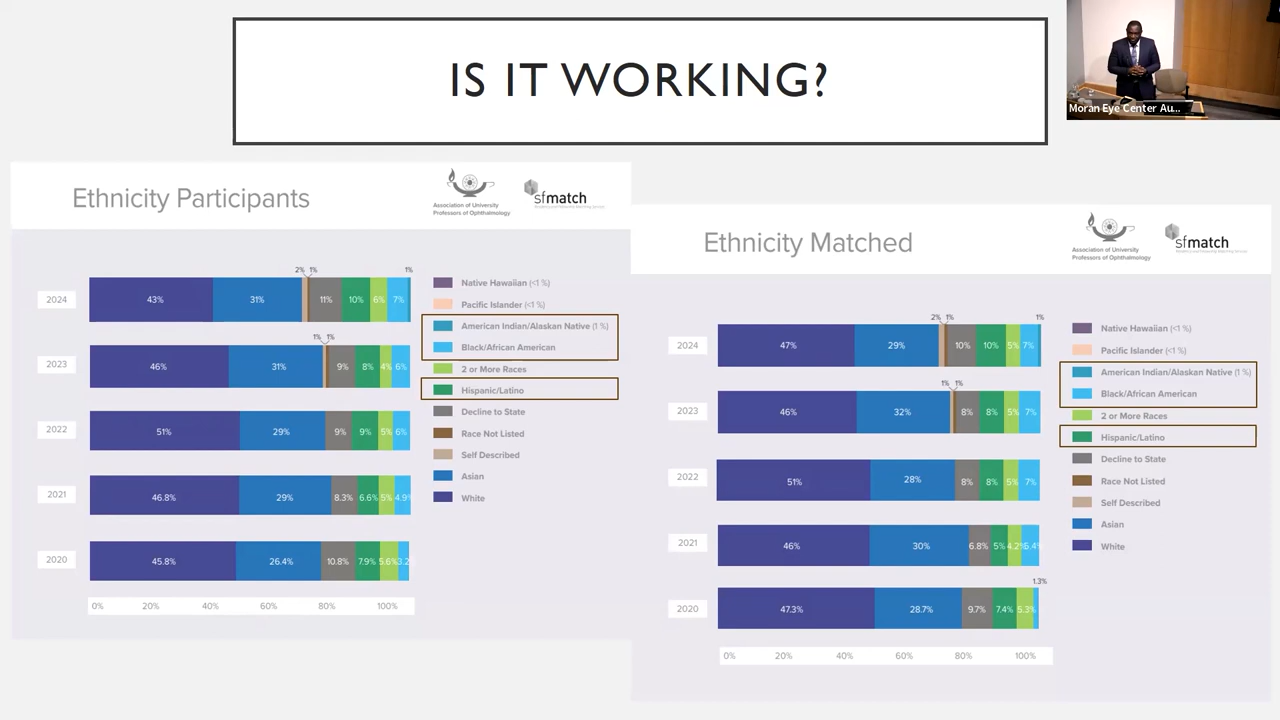 IS IT WORKING?
Moran Eye Center Au...
Ethnicity Participants
Association of University
Professors of Ophthalmology
sfmatch
2% 1% 1%
2024 43% 31% 11% 10% 6% 7%
1% 1%
2023 46% 31% 9% 8% 4% 6%
2022 51% 29% 9% 9% 5% 6%
2021 46.8% 29% 8.3% 6.6% 5% 4.9%
2020 45.8% 26.4% 10.8% 7.9% 5.6% 3.2
0% 20% 40% 60% 80% 100%
Native Hawaiian (<1 %)
Pacific Islander (<1 %)
American Indian/Alaskan Native (1 %)
Black/African American
2 or More Races
Hispanic/Latino
Decline to State
Race Not Listed
Self Described
Asian
White
Ethnicity Matched
Association of University
Professors of Ophthalmology
sfmatch
2% 1% 1%
2024 47% 29% 10% 10% 5% 7%
1% 1%
2023 46% 32% 8% 8% 5% 7%
2022 51% 28% 8% 8% 5% 7%
2021 46% 30% 6.8% 5% 4.2% 5.4%
1.3%
2020 47.3% 28.7% 9.7% 7.4% 5.3%
0% 20% 40% 60% 80% 100%
Native Hawaiian (<1 %)
Pacific Islander (<1 %)
American Indian/Alaskan Native (1 %)
Black/African American
2 or More Races
Hispanic/Latino
Decline to State
Race Not Listed
Self Described
Asian
White